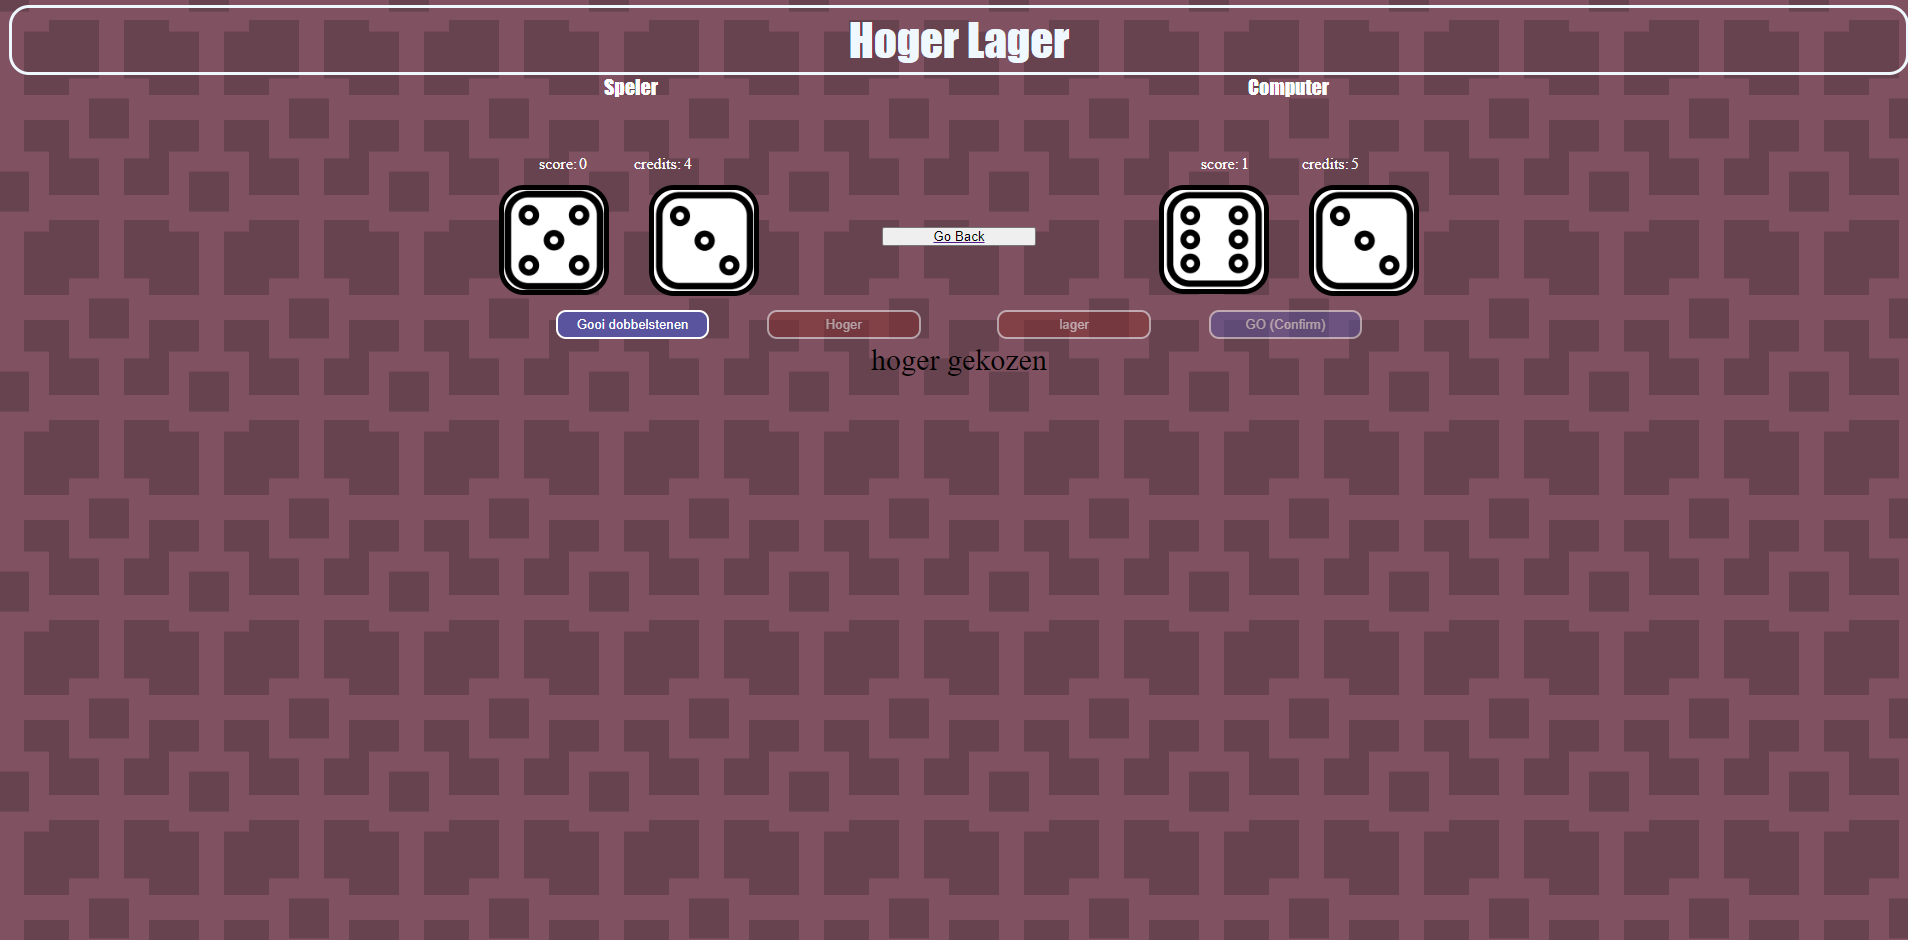 Hoger Lager
Speler
Computer
score: 0
credits: 4
score: 1
credits: 5
Go Back
Gooi dobbelstenen
Hoger
lager
GO (Confirm)
hoger gekozen